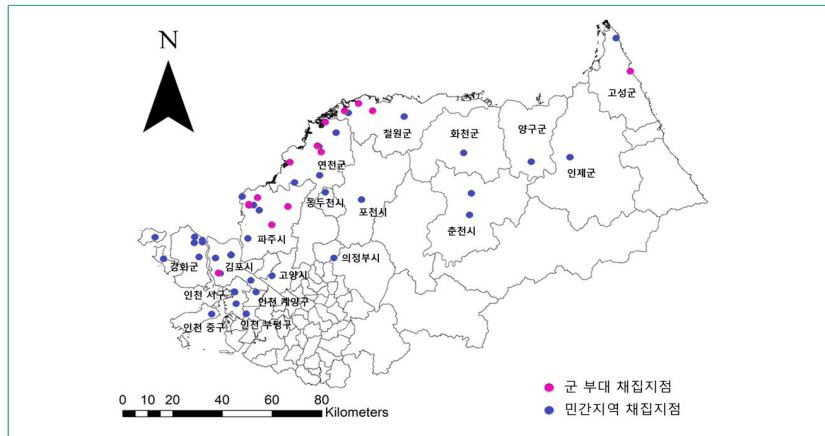 N
고성군
철원군
화천군
양구군
연천군
인제군
동두천시
포천시
춘천시
파주시
의정부시
강화군
김포시
고양시
인천 서구
인천 계양구
인천 중구
인천 부평구
0 10 20 40 60 80
Kilometers
군 부대 채집지점
민간지역 채집지점